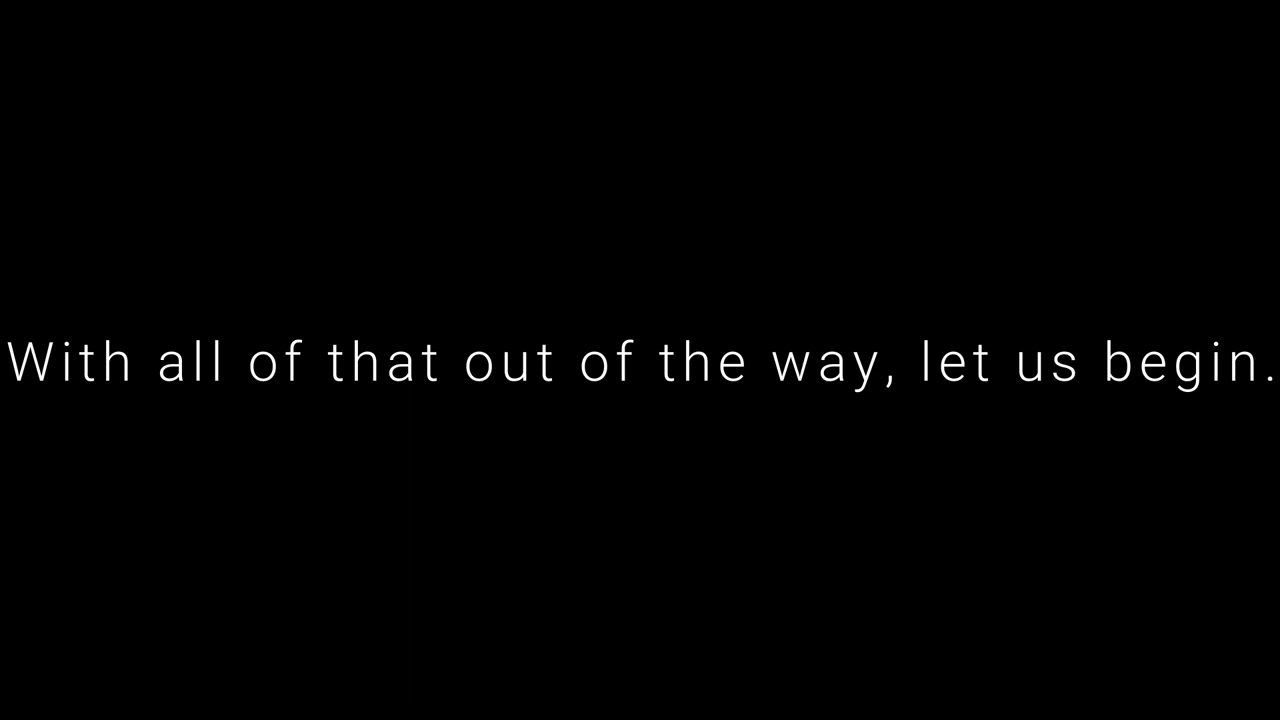 With all of that out of the way, let us begin.